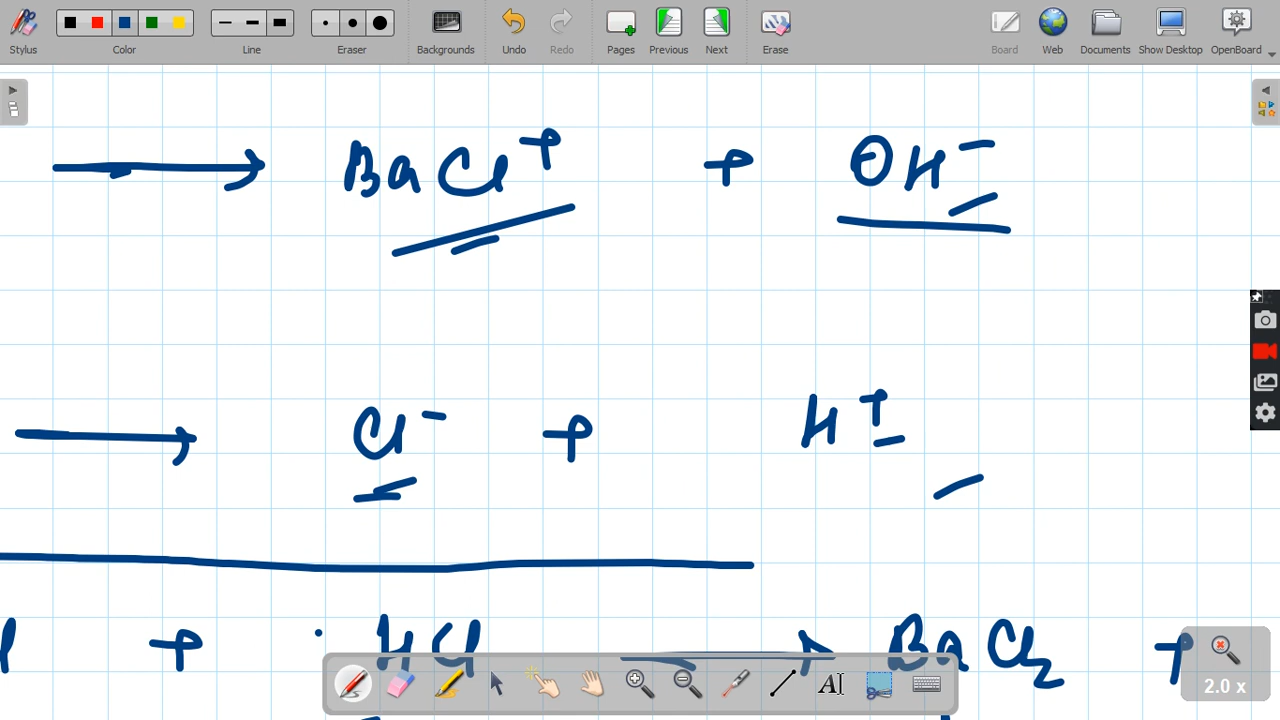 Stylus Color Line Eraser Backgrounds Undo Redo Pages Previous Next Erase Board Web Documents Show Desktop OpenBoard
⟶ BaCl⁺ + OH⁻
⟶ Cl⁻ + H⁺
+ HCl ⟶ BaCl₂ +
2.0 x